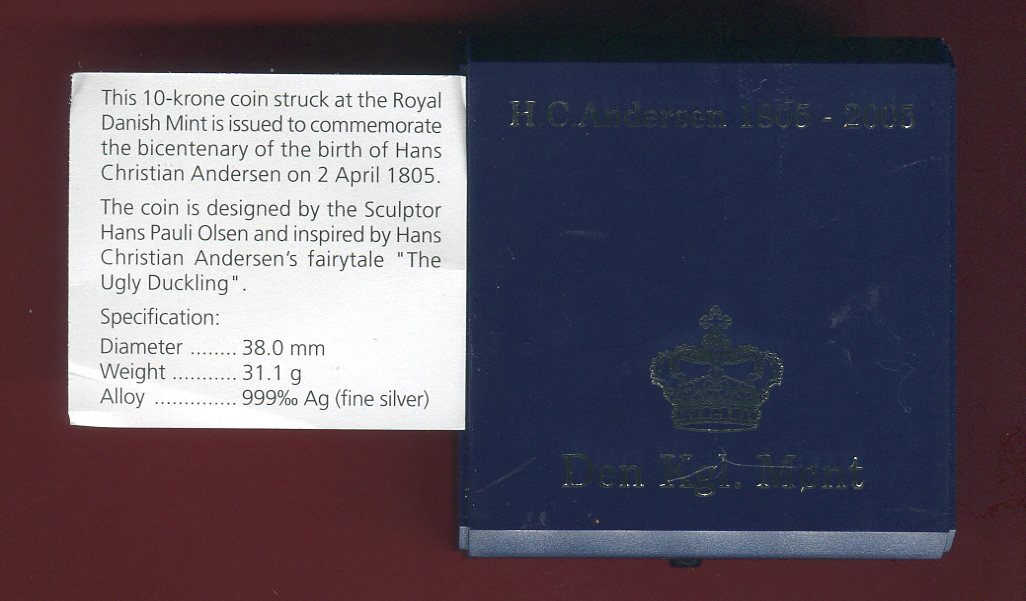 This 10-krone coin struck at the Royal
Danish Mint is issued to commemorate
the bicentenary of the birth of Hans
Christian Andersen on 2 April 1805.
The coin is designed by the Sculptor
Hans Pauli Olsen and inspired by Hans
Christian Andersen's fairytale "The
Ugly Duckling".
Specification:
Diameter ........ 38.0 mm
Weight ........... 31.1 g
Alloy .............. 999‰ Ag (fine silver)
H C.Andersen 1805 - 2005
Den Kgl. Mønt